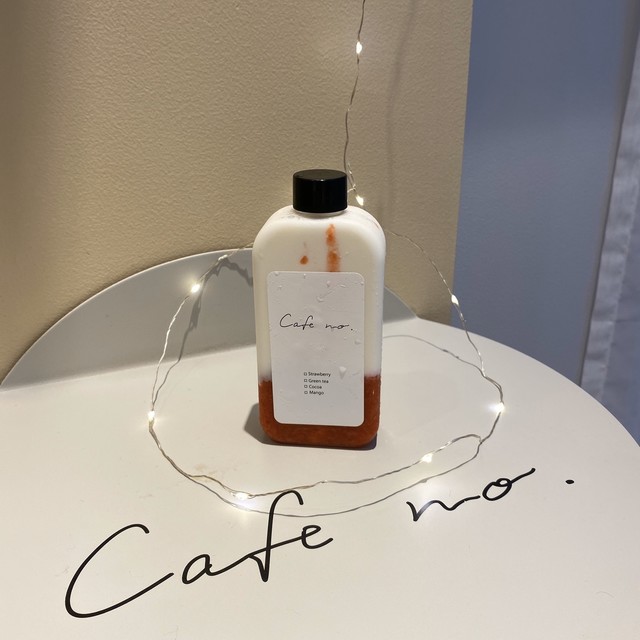 Cafe no.
Strawberry
Green tea
Cocoa
Mango
Cafe no.